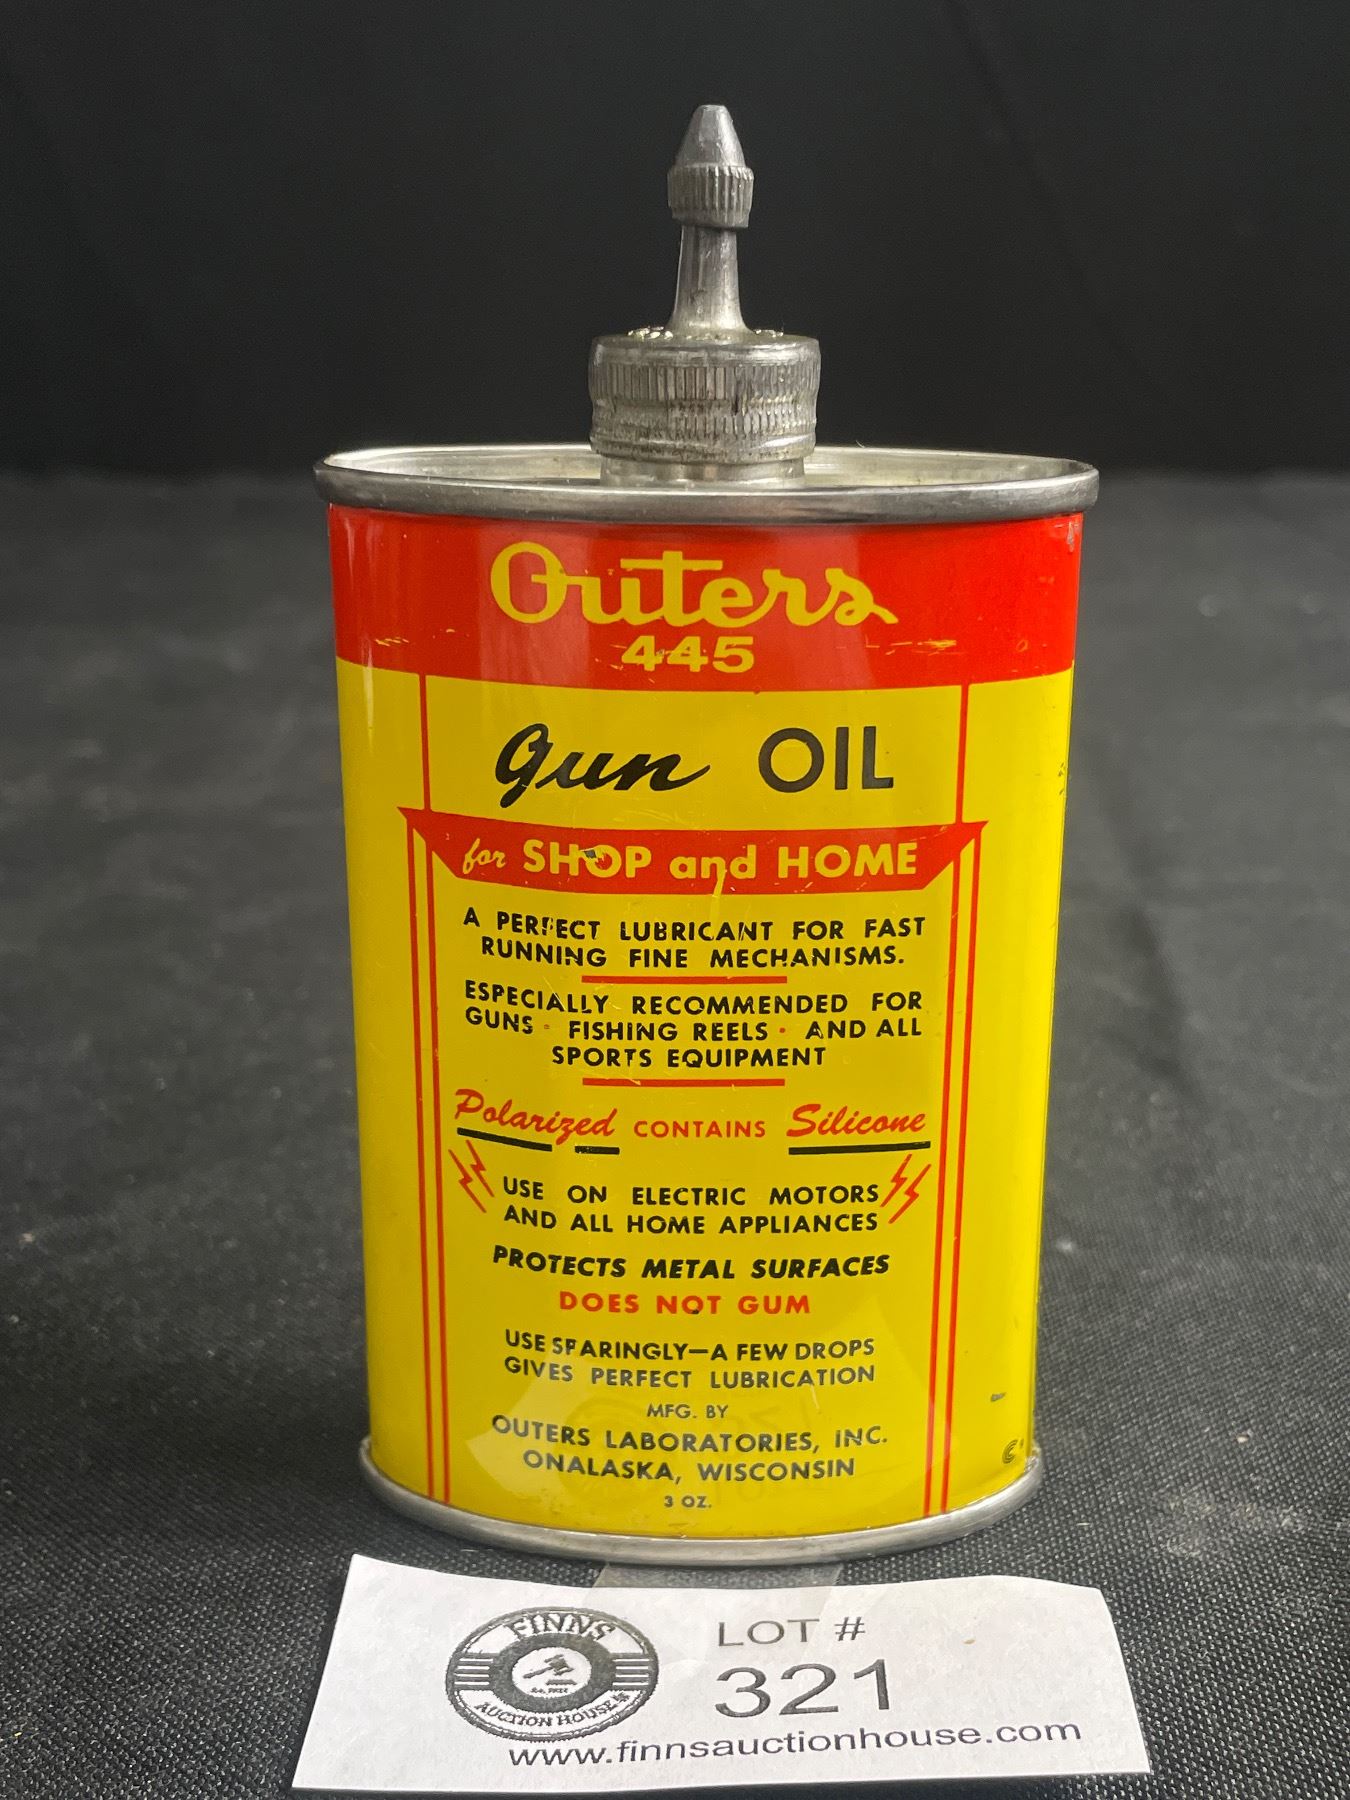 Outers
445
Gun OIL
for SHOP and HOME
A PERFECT LUBRICANT FOR FAST
RUNNING FINE MECHANISMS.
ESPECIALLY RECOMMENDED FOR
GUNS · FISHING REELS · AND ALL
SPORTS EQUIPMENT
Polarized CONTAINS Silicone
USE ON ELECTRIC MOTORS
AND ALL HOME APPLIANCES
PROTECTS METAL SURFACES
DOES NOT GUM
USE SPARINGLY—A FEW DROPS
GIVES PERFECT LUBRICATION
MFG. BY
OUTERS LABORATORIES, INC.
ONALASKA, WISCONSIN
3 OZ.
FINNS
AUCTION HOUSE
LOT #
321
www.finnsauctionhouse.com